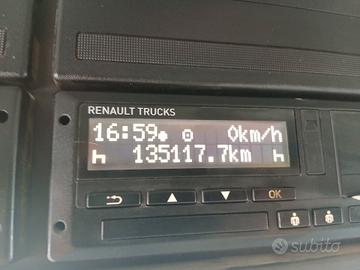 RENAULT TRUCKS
16:59 0km/h
135117.7km
OK
subito